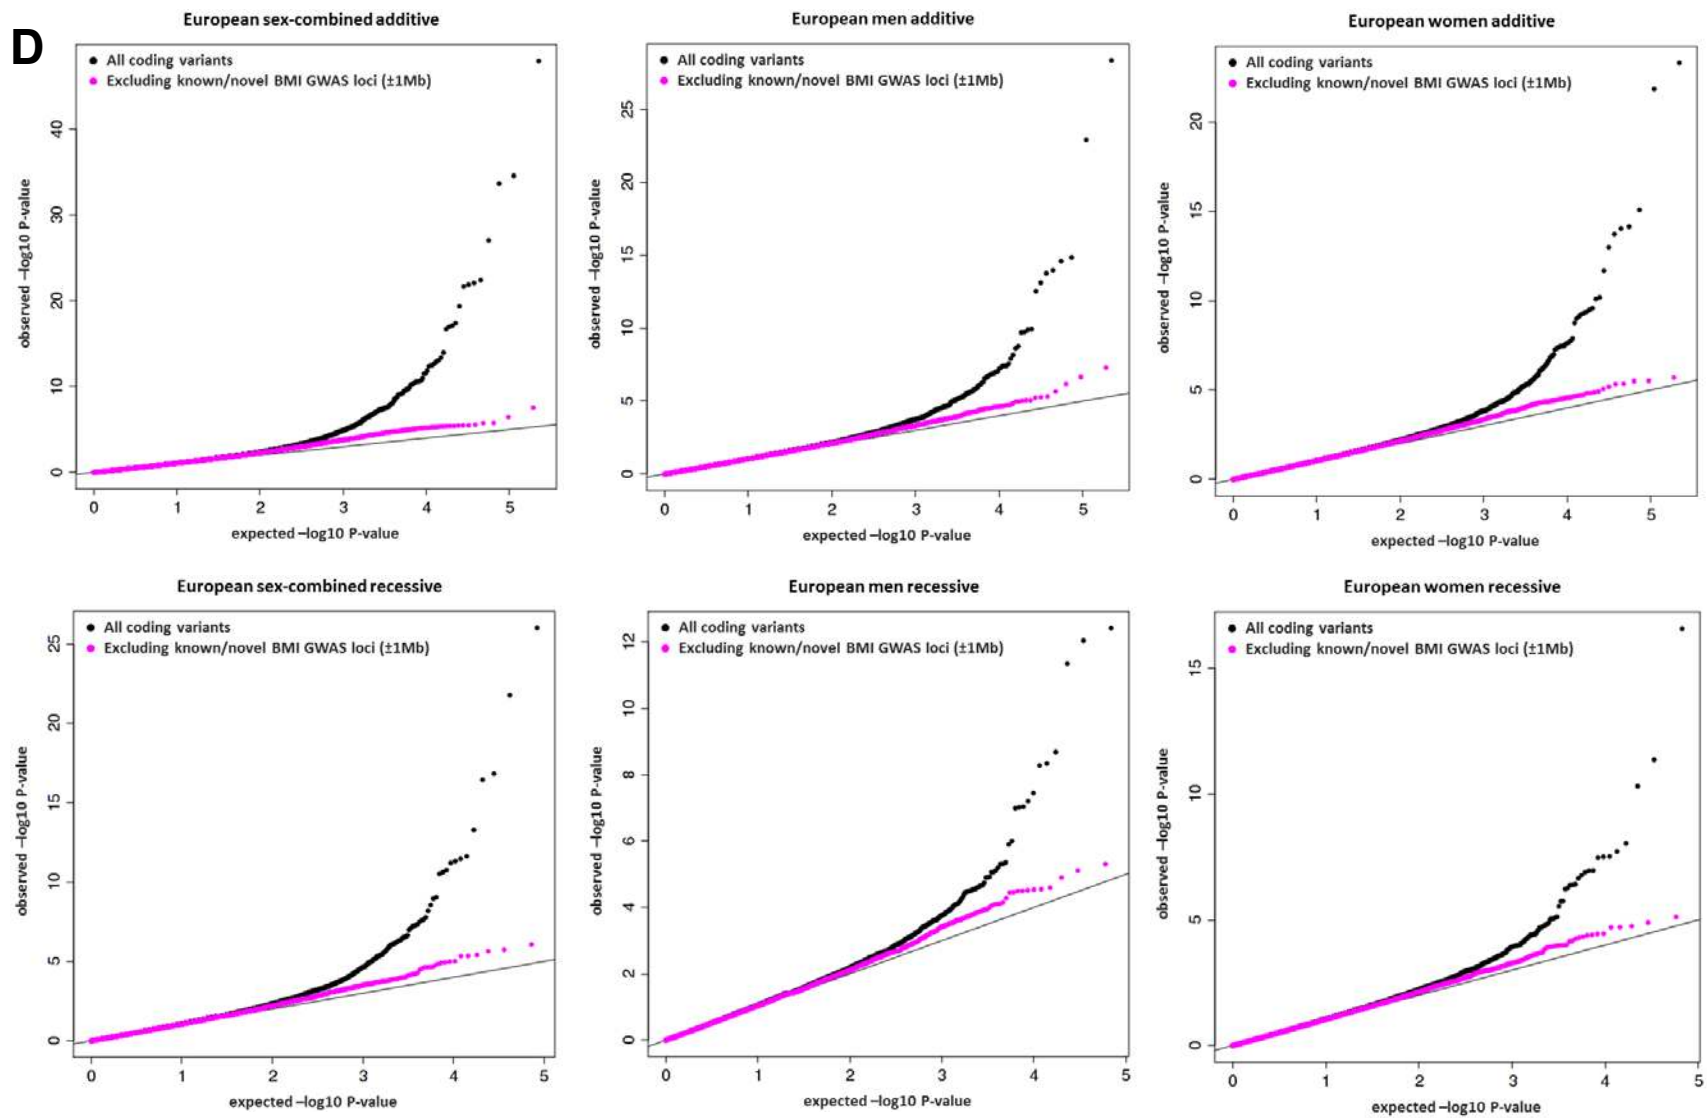 D
European sex-combined additive
All coding variants
Excluding known/novel BMI GWAS loci (±1Mb)
observed –log10 P-value
0 10 20 30 40
0 1 2 3 4 5
expected –log10 P-value
European men additive
All coding variants
Excluding known/novel BMI GWAS loci (±1Mb)
observed –log10 P-value
0 5 10 15 20 25
0 1 2 3 4 5
expected –log10 P-value
European women additive
All coding variants
Excluding known/novel BMI GWAS loci (±1Mb)
observed –log10 P-value
0 5 10 15 20
0 1 2 3 4 5
expected –log10 P-value
European sex-combined recessive
All coding variants
Excluding known/novel BMI GWAS loci (±1Mb)
observed –log10 P-value
0 5 10 15 20 25
0 1 2 3 4 5
expected –log10 P-value
European men recessive
All coding variants
Excluding known/novel BMI GWAS loci (±1Mb)
observed –log10 P-value
0 2 4 6 8 10 12
0 1 2 3 4 5
expected –log10 P-value
European women recessive
All coding variants
Excluding known/novel BMI GWAS loci (±1Mb)
observed –log10 P-value
0 5 10 15
0 1 2 3 4 5
expected –log10 P-value